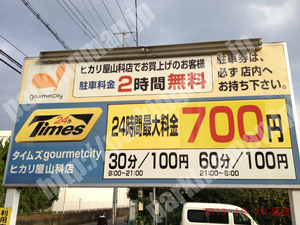 ヒカリ屋山科店でお買上げのお客様
駐車料金 2時間無料
駐車券は、
必ず店内へ
お持ち下さい。
gourmetCity
24h
Times
タイムズgourmetcity
ヒカリ屋山科店
24時間最大料金 700円
30分/100円 60分/100円
8:00~21:00 21:00~8:00
利用